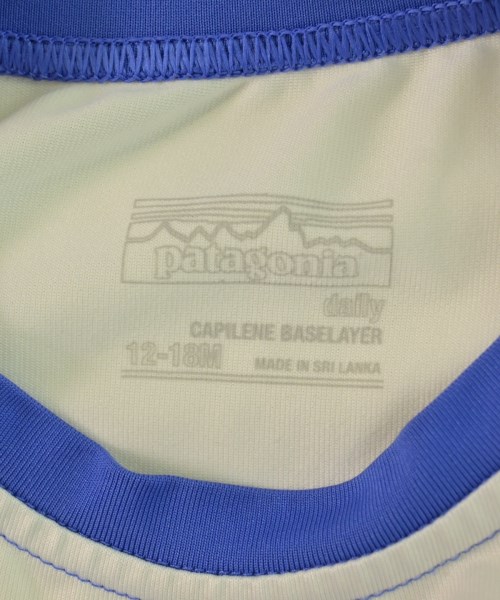 patagonia
daily
CAPILENE BASELAYER
12-18M MADE IN SRI LANKA